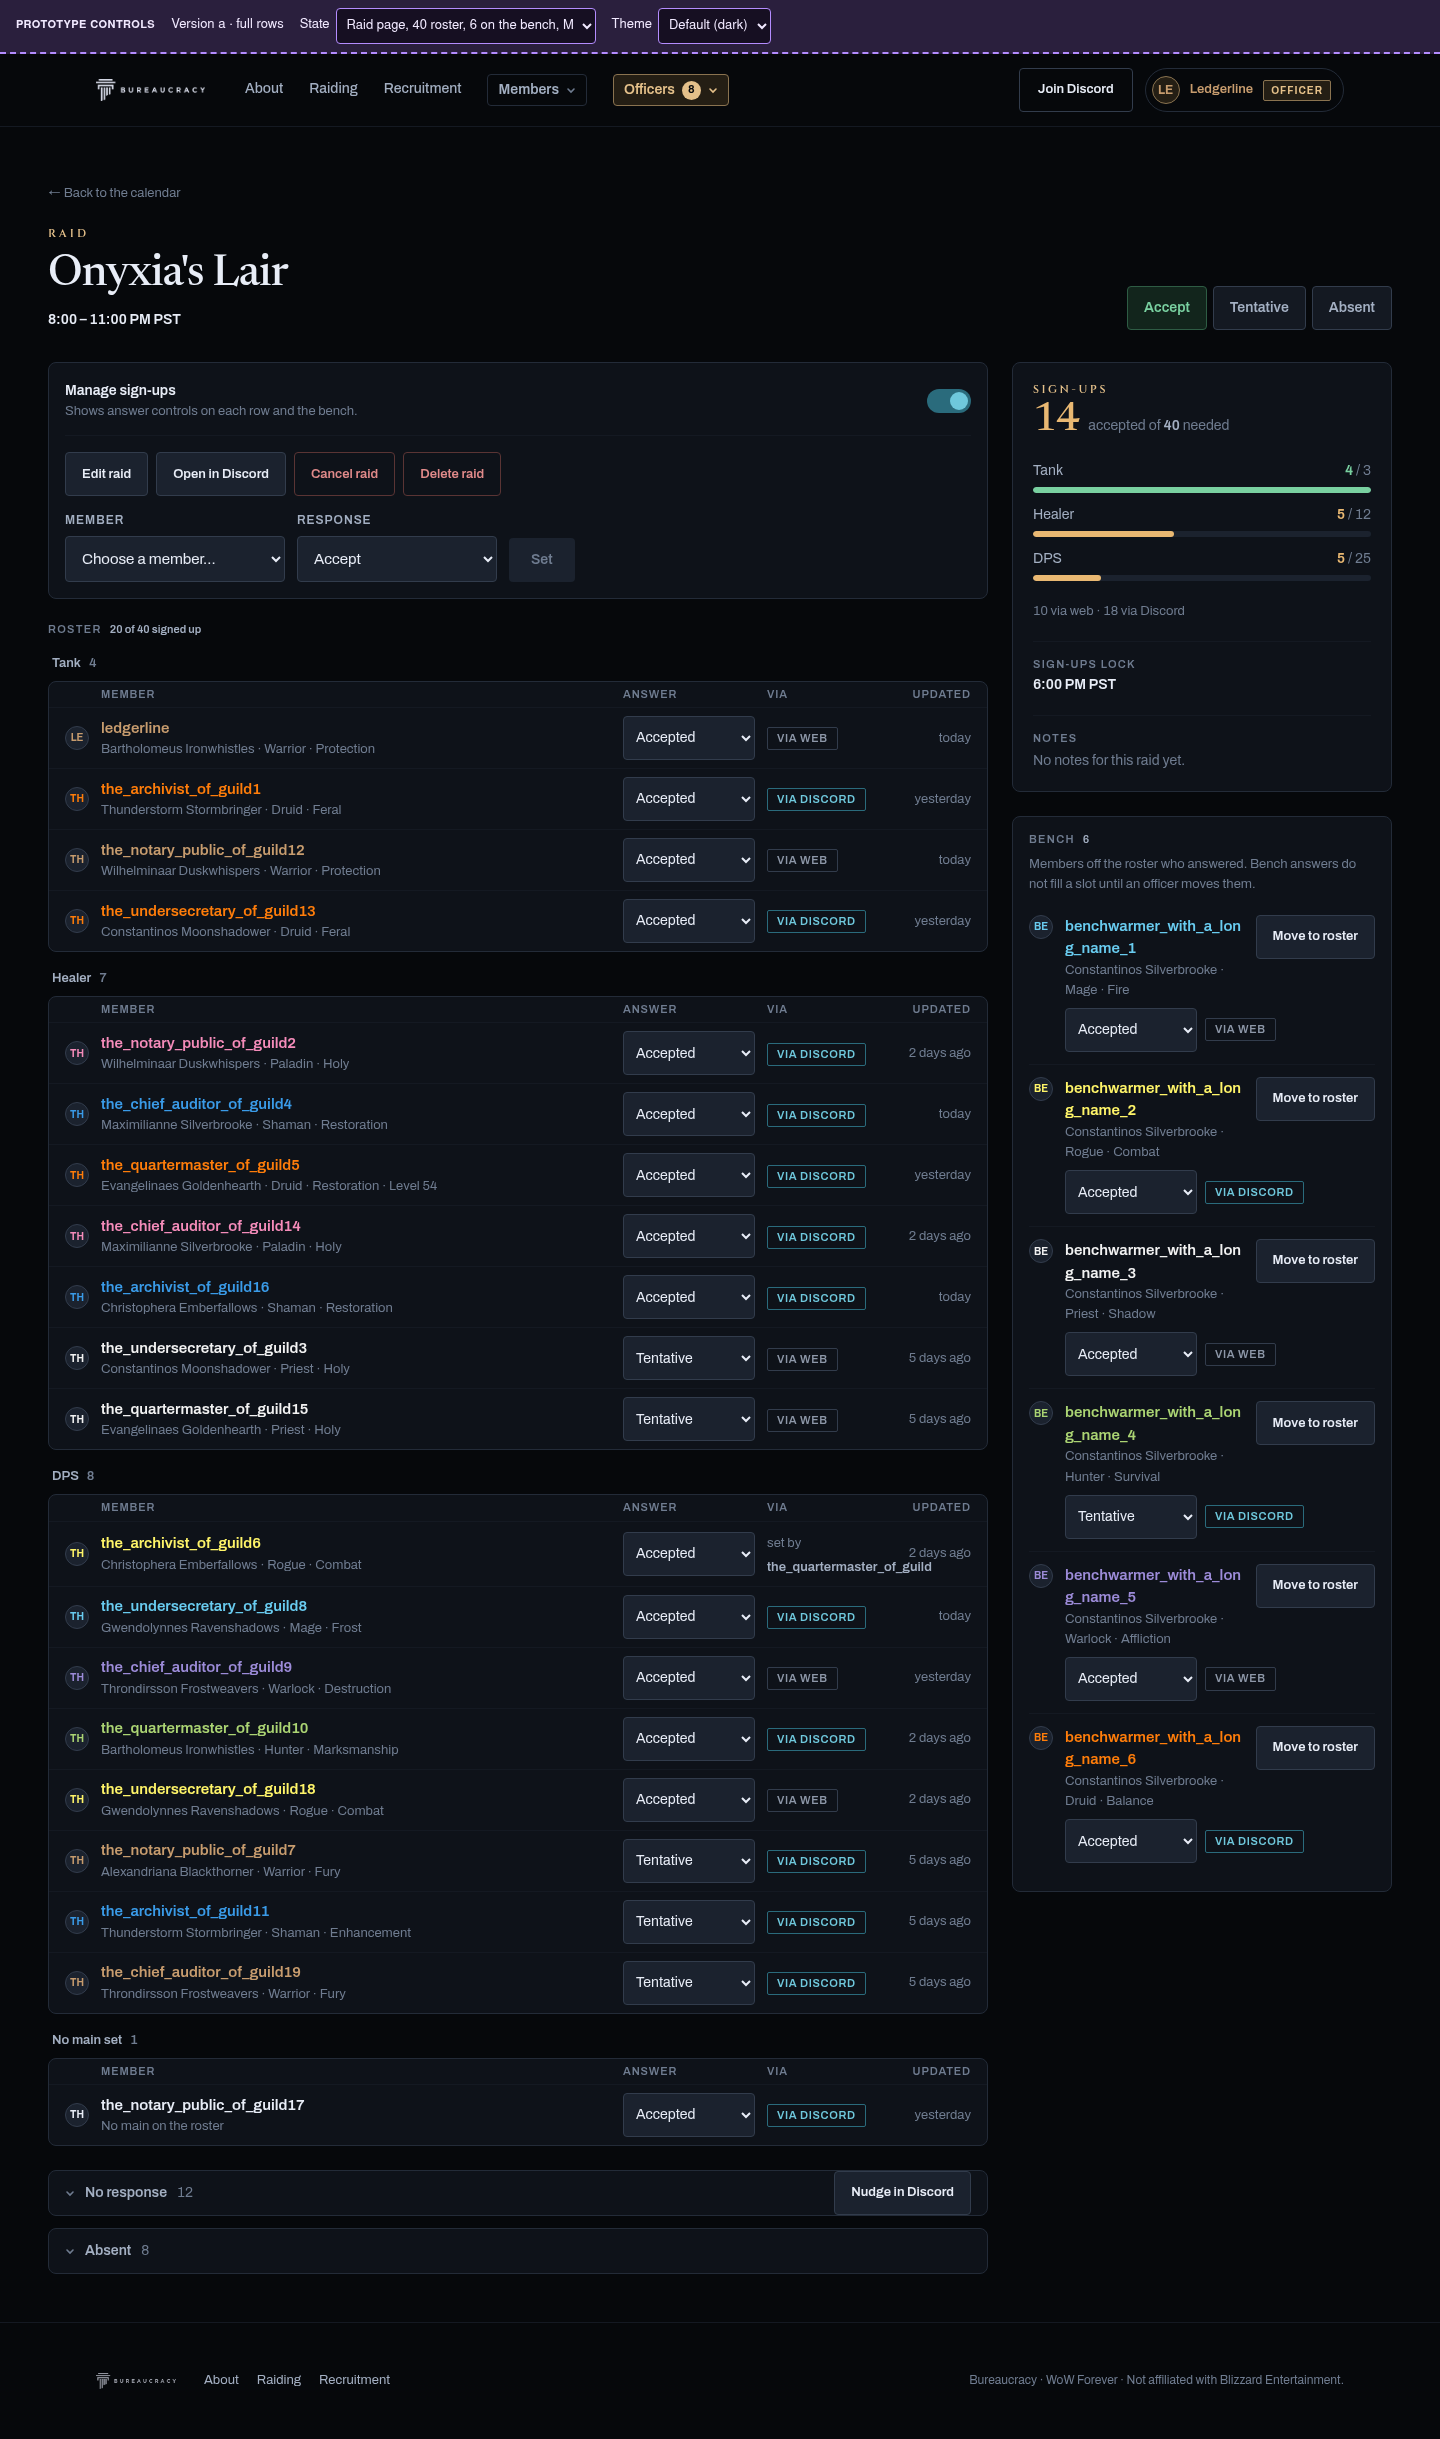 PROTOTYPE CONTROLS Version a · full rows State Raid page, 40 roster, 6 on the bench, M Theme Default (dark)
BUREAUCRACY About Raiding Recruitment Members Officers 8 Join Discord LE Ledgerline OFFICER
← Back to the calendar
RAID
Onyxia's Lair
8:00 – 11:00 PM PST
Accept Tentative Absent
Manage sign-ups
Shows answer controls on each row and the bench.
Edit raid Open in Discord Cancel raid Delete raid
MEMBER RESPONSE
Choose a member... Accept Set
ROSTER 20 of 40 signed up
Tank 4
MEMBER ANSWER VIA UPDATED
LE ledgerline Accepted VIA WEB today
Bartholomeus Ironwhistles · Warrior · Protection
TH the_archivist_of_guild1 Accepted VIA DISCORD yesterday
Thunderstorm Stormbringer · Druid · Feral
TH the_notary_public_of_guild12 Accepted VIA WEB today
Wilhelminaar Duskwhispers · Warrior · Protection
TH the_undersecretary_of_guild13 Accepted VIA DISCORD yesterday
Constantinos Moonshadower · Druid · Feral
Healer 7
MEMBER ANSWER VIA UPDATED
TH the_notary_public_of_guild2 Accepted VIA DISCORD 2 days ago
Wilhelminaar Duskwhispers · Paladin · Holy
TH the_chief_auditor_of_guild4 Accepted VIA DISCORD today
Maximilianne Silverbrooke · Shaman · Restoration
TH the_quartermaster_of_guild5 Accepted VIA DISCORD yesterday
Evangelinaes Goldenhearth · Druid · Restoration · Level 54
TH the_chief_auditor_of_guild14 Accepted VIA DISCORD 2 days ago
Maximilianne Silverbrooke · Paladin · Holy
TH the_archivist_of_guild16 Accepted VIA DISCORD today
Christophera Emberfallows · Shaman · Restoration
TH the_undersecretary_of_guild3 Tentative VIA WEB 5 days ago
Constantinos Moonshadower · Priest · Holy
TH the_quartermaster_of_guild15 Tentative VIA WEB 5 days ago
Evangelinaes Goldenhearth · Priest · Holy
DPS 8
MEMBER ANSWER VIA UPDATED
TH the_archivist_of_guild6 Accepted set by the_quartermaster_of_guild 2 days ago
Christophera Emberfallows · Rogue · Combat
TH the_undersecretary_of_guild8 Accepted VIA DISCORD today
Gwendolynnes Ravenshadows · Mage · Frost
TH the_chief_auditor_of_guild9 Accepted VIA WEB yesterday
Throndirsson Frostweavers · Warlock · Destruction
TH the_quartermaster_of_guild10 Accepted VIA DISCORD 2 days ago
Bartholomeus Ironwhistles · Hunter · Marksmanship
TH the_undersecretary_of_guild18 Accepted VIA WEB 2 days ago
Gwendolynnes Ravenshadows · Rogue · Combat
TH the_notary_public_of_guild7 Tentative VIA DISCORD 5 days ago
Alexandriana Blackthorner · Warrior · Fury
TH the_archivist_of_guild11 Tentative VIA DISCORD 5 days ago
Thunderstorm Stormbringer · Shaman · Enhancement
TH the_chief_auditor_of_guild19 Tentative VIA DISCORD 5 days ago
Throndirsson Frostweavers · Warrior · Fury
No main set 1
MEMBER ANSWER VIA UPDATED
TH the_notary_public_of_guild17 Accepted VIA DISCORD yesterday
No main on the roster
No response 12 Nudge in Discord
Absent 8
SIGN-UPS
14 accepted of 40 needed
Tank 4 / 3
Healer 5 / 12
DPS 5 / 25
10 via web · 18 via Discord
SIGN-UPS LOCK
6:00 PM PST
NOTES
No notes for this raid yet.
BENCH 6
Members off the roster who answered. Bench answers do
not fill a slot until an officer moves them.
BE benchwarmer_with_a_lon Move to roster
g_name_1
Constantinos Silverbrooke ·
Mage · Fire
Accepted VIA WEB
BE benchwarmer_with_a_lon Move to roster
g_name_2
Constantinos Silverbrooke ·
Rogue · Combat
Accepted VIA DISCORD
BE benchwarmer_with_a_lon Move to roster
g_name_3
Constantinos Silverbrooke ·
Priest · Shadow
Accepted VIA WEB
BE benchwarmer_with_a_lon Move to roster
g_name_4
Constantinos Silverbrooke ·
Hunter · Survival
Tentative VIA DISCORD
BE benchwarmer_with_a_lon Move to roster
g_name_5
Constantinos Silverbrooke ·
Warlock · Affliction
Accepted VIA WEB
BE benchwarmer_with_a_lon Move to roster
g_name_6
Constantinos Silverbrooke ·
Druid · Balance
Accepted VIA DISCORD
BUREAUCRACY About Raiding Recruitment Bureaucracy · WoW Forever · Not affiliated with Blizzard Entertainment.